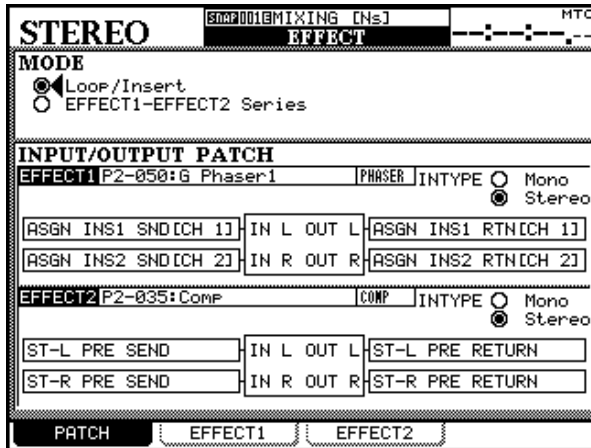 STEREO
SNAP001 MIXING [Ns]
EFFECT
MTC
--:--:--.--
MODE
Loop/Insert
EFFECT1-EFFECT2 Series
INPUT/OUTPUT PATCH
EFFECT1 P2-050:G Phaser1 PHASER INTYPE Mono
Stereo
ASGN INS1 SND[CH 1] IN L OUT L ASGN INS1 RTN[CH 1]
ASGN INS2 SND[CH 2] IN R OUT R ASGN INS2 RTN[CH 2]
EFFECT2 P2-035:Comp COMP INTYPE Mono
Stereo
ST-L PRE SEND IN L OUT L ST-L PRE RETURN
ST-R PRE SEND IN R OUT R ST-R PRE RETURN
PATCH EFFECT1 EFFECT2